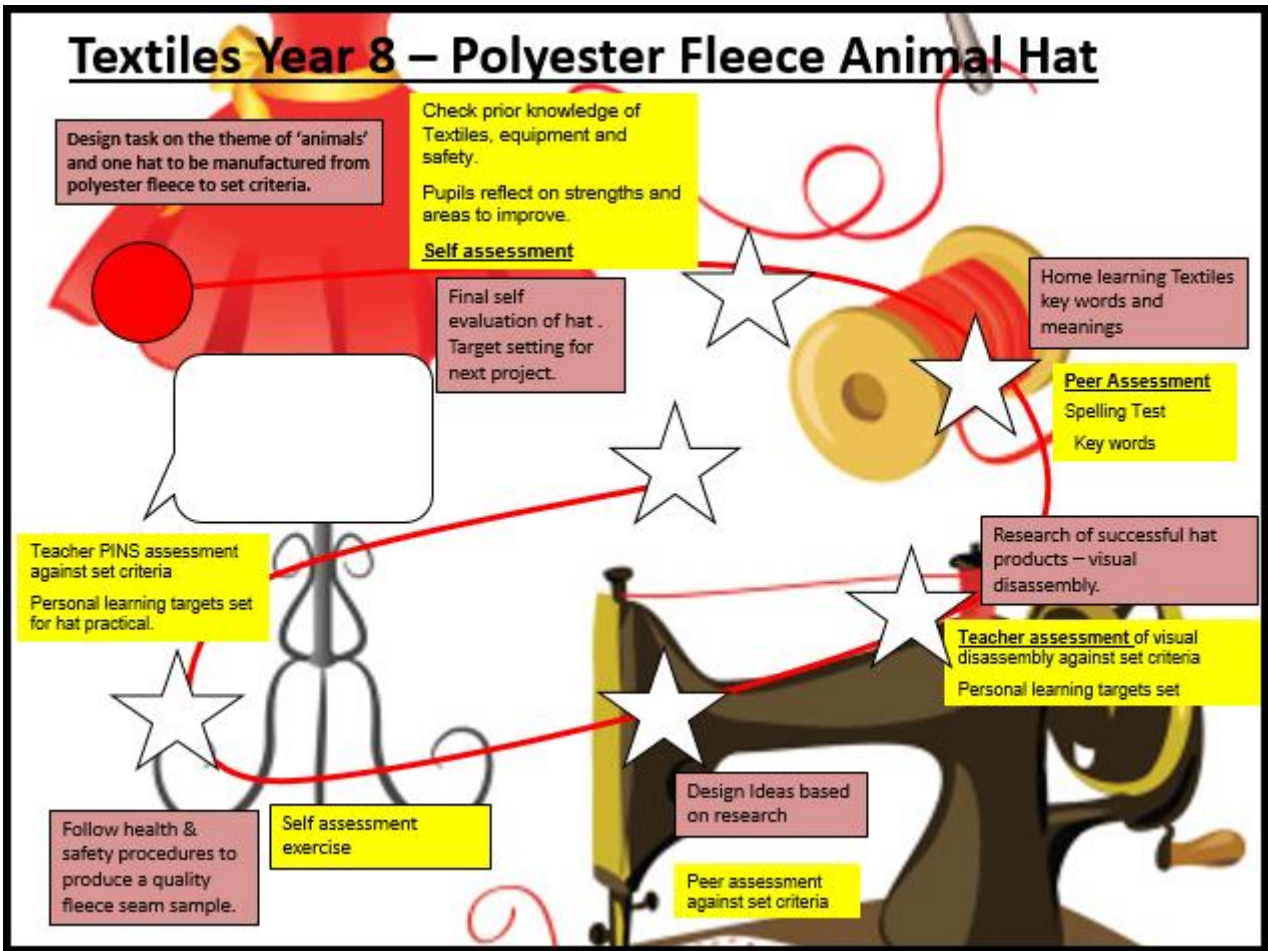 Textiles Year 8 – Polyester Fleece Animal Hat
Design task on the theme of ‘animals’
and one hat to be manufactured from
polyester fleece to set criteria.
Check prior knowledge of
Textiles, equipment and
safety.
Pupils reflect on strengths and
areas to improve.
Self assessment
Home learning Textiles
key words and
meanings
Peer Assessment
Spelling Test
Key words
Research of successful hat
products – visual
disassembly.
Teacher assessment of visual
disassembly against set criteria
Personal learning targets set
Design Ideas based
on research
Peer assessment
against set criteria
Follow health &
safety procedures to
produce a quality
fleece seam sample.
Self assessment
exercise
Teacher PINS assessment
against set criteria
Personal learning targets set
for hat practical.
Final self
evaluation of hat .
Target setting for
next project.